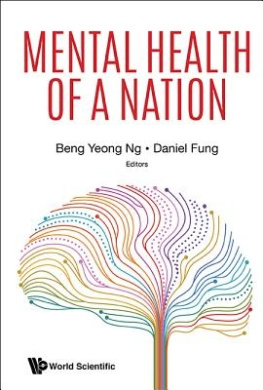 MENTAL HEALTH
OF A NATION
Beng Yeong Ng • Daniel Fung
Editors
World Scientific